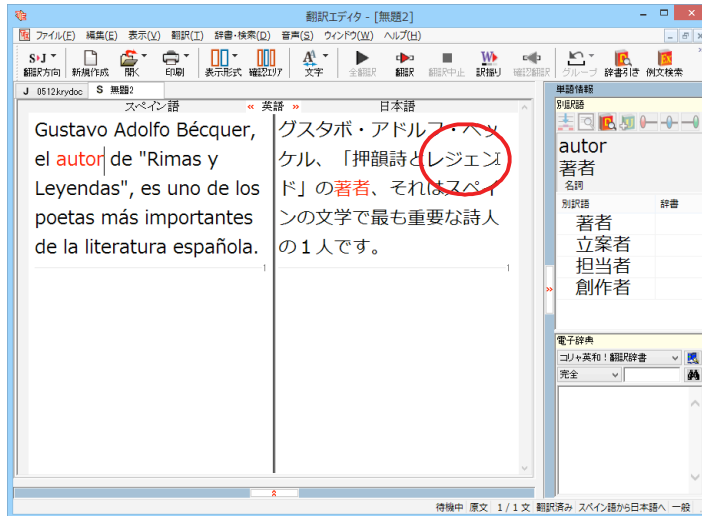 翻訳エディタ - [無題2]
ファイル(F) 編集(E) 表示(V) 翻訳(T) 辞書・検索(D) 音声(S) ウィンドウ(W) ヘルプ(H)
S›J
翻訳方向 新規作成 開く 印刷 表示形式 確認エリア 文字 全翻訳 翻訳 翻訳中止 訳振り 確認翻訳 グループ 辞書引き 例文検索
J 0512krydoc S 無題2
スペイン語 « 英語 » 日本語
Gustavo Adolfo Bécquer,
el autor de "Rimas y
Leyendas", es uno de los
poetas más importantes
de la literatura española.
1
グスタボ・アドルフ・ベッ
ケル、「押韻詩とレジェン
ド」の著者、それはスペイ
ンの文学で最も重要な詩人
の１人です。
1
単語情報
別訳語
autor
著者
名詞
別訳語 辞書
著者
立案者
担当者
創作者
電子辞典
コリャ英和！翻訳辞書
完全
待機中 原文 1/1文 翻訳済み スペイン語から日本語へ 一般